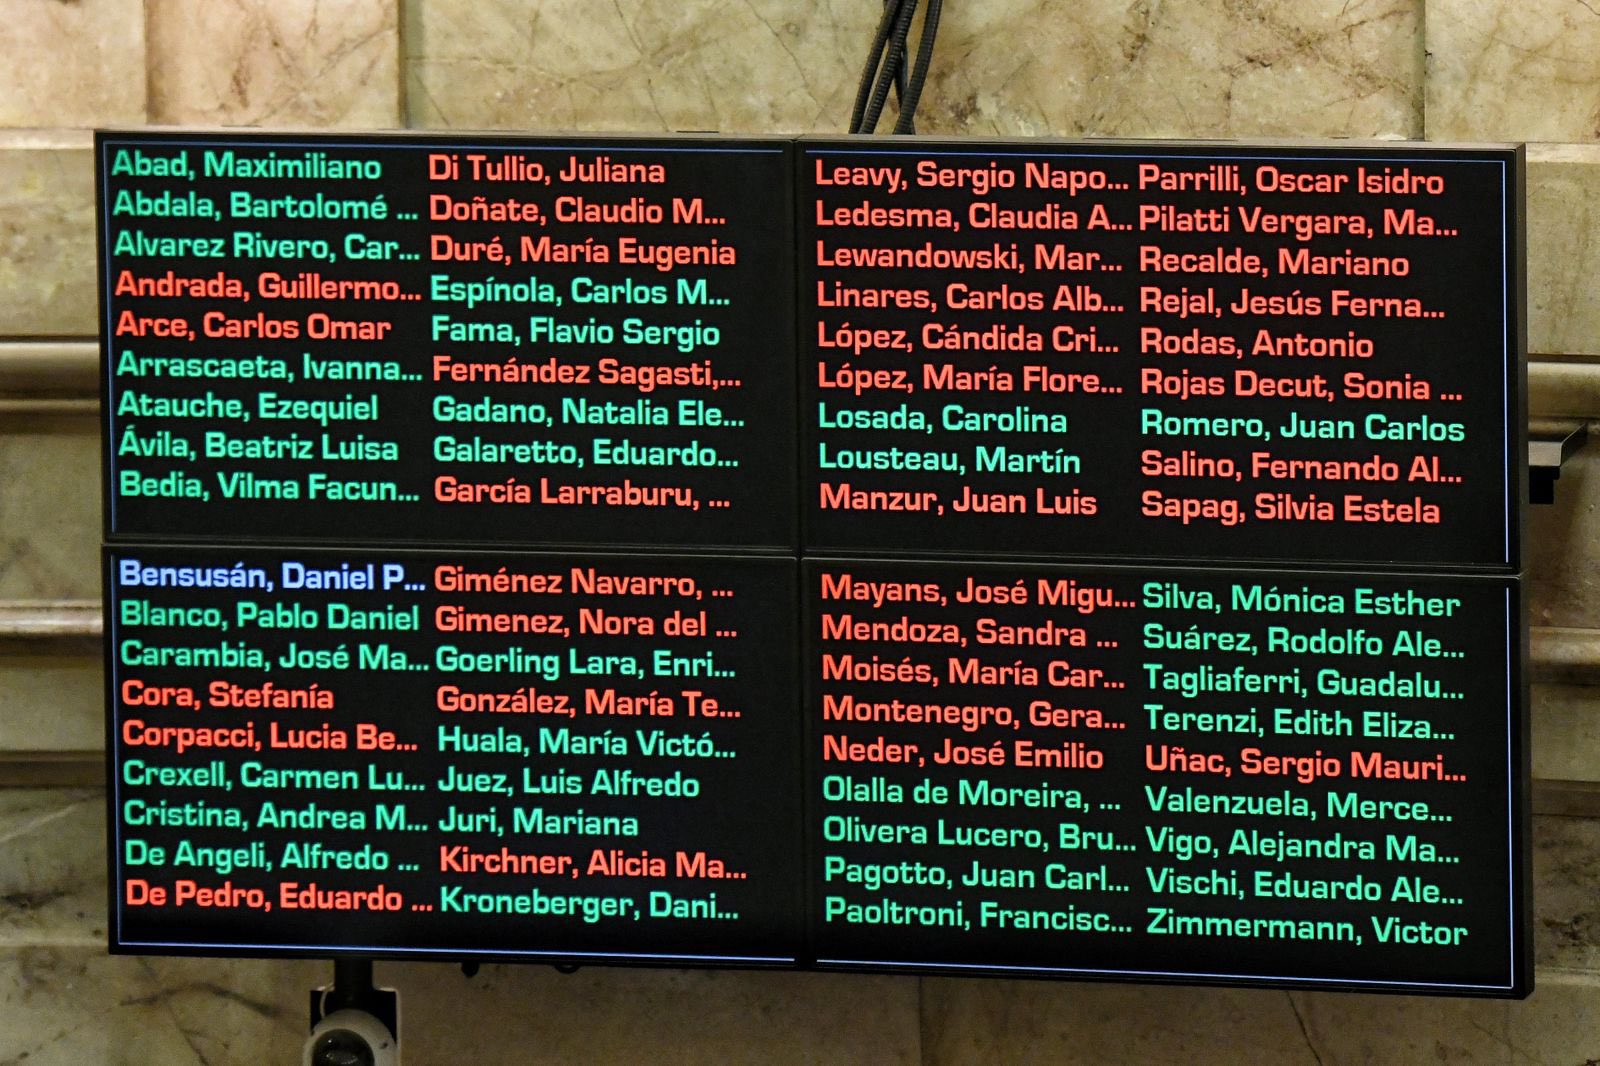 Abad, Maximiliano
Abdala, Bartolomé ...
Alvarez Rivero, Car...
Andrada, Guillermo...
Arce, Carlos Omar
Arrascaeta, Ivanna...
Atauche, Ezequiel
Ávila, Beatriz Luisa
Bedia, Vilma Facun...
Bensusán, Daniel P...
Blanco, Pablo Daniel
Carambia, José Ma...
Cora, Stefanía
Corpacci, Lucia Be...
Crexell, Carmen Lu...
Cristina, Andrea M...
De Angeli, Alfredo ...
De Pedro, Eduardo ...
Di Tullio, Juliana
Doñate, Claudio M...
Duré, María Eugenia
Espínola, Carlos M...
Fama, Flavio Sergio
Fernández Sagasti,...
Gadano, Natalia Ele...
Galaretto, Eduardo...
García Larraburu, ...
Giménez Navarro, ...
Gimenez, Nora del ...
Goerling Lara, Enri...
González, María Te...
Huala, María Victó...
Juez, Luis Alfredo
Juri, Mariana
Kirchner, Alicia Ma...
Kroneberger, Dani...
Leavy, Sergio Napo...
Ledesma, Claudia A...
Lewandowski, Mar...
Linares, Carlos Alb...
López, Cándida Cri...
López, María Flore...
Losada, Carolina
Lousteau, Martín
Manzur, Juan Luis
Mayans, José Migu...
Mendoza, Sandra ...
Moisés, María Car...
Montenegro, Gera...
Neder, José Emilio
Olalla de Moreira, ...
Olivera Lucero, Bru...
Pagotto, Juan Carl...
Paoltroni, Francisc...
Parrilli, Oscar Isidro
Pilatti Vergara, Ma...
Recalde, Mariano
Rejal, Jesús Ferna...
Rodas, Antonio
Rojas Decut, Sonia ...
Romero, Juan Carlos
Salino, Fernando Al...
Sapag, Silvia Estela
Silva, Mónica Esther
Suárez, Rodolfo Ale...
Tagliaferri, Guadalu...
Terenzi, Edith Eliza...
Uñac, Sergio Mauri...
Valenzuela, Merce...
Vigo, Alejandra Ma...
Vischi, Eduardo Ale...
Zimmermann, Victor